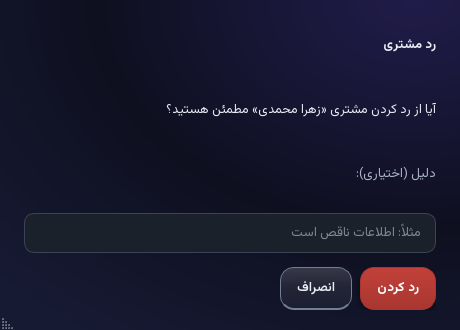 رد مشتری
آیا از رد کردن مشتری «زهرا محمدی» مطمئن هستید؟
دلیل (اختیاری):
مثلاً: اطلاعات ناقص است
رد کردن
انصراف